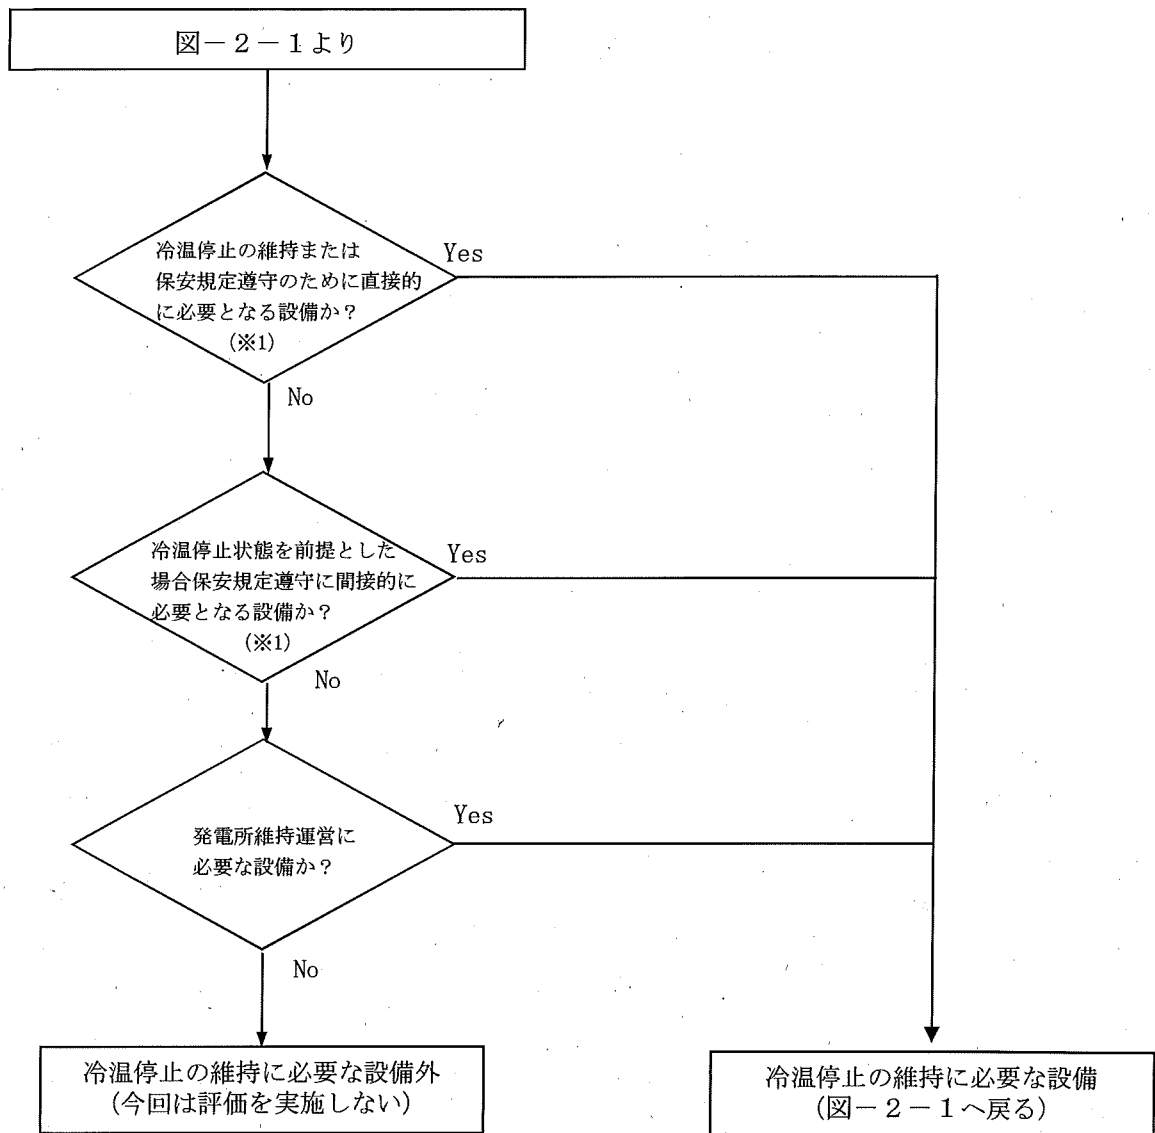 図－２－１より
冷温停止の維持または
保安規定遵守のために直接的
に必要となる設備か？
(※1)
Yes
No
冷温停止状態を前提とした
場合保安規定遵守に間接的に
必要となる設備か？
(※1)
Yes
No
発電所維持運営に
必要な設備か？
Yes
No
冷温停止の維持に必要な設備外
(今回は評価を実施しない)
冷温停止の維持に必要な設備
(図－２－１へ戻る)